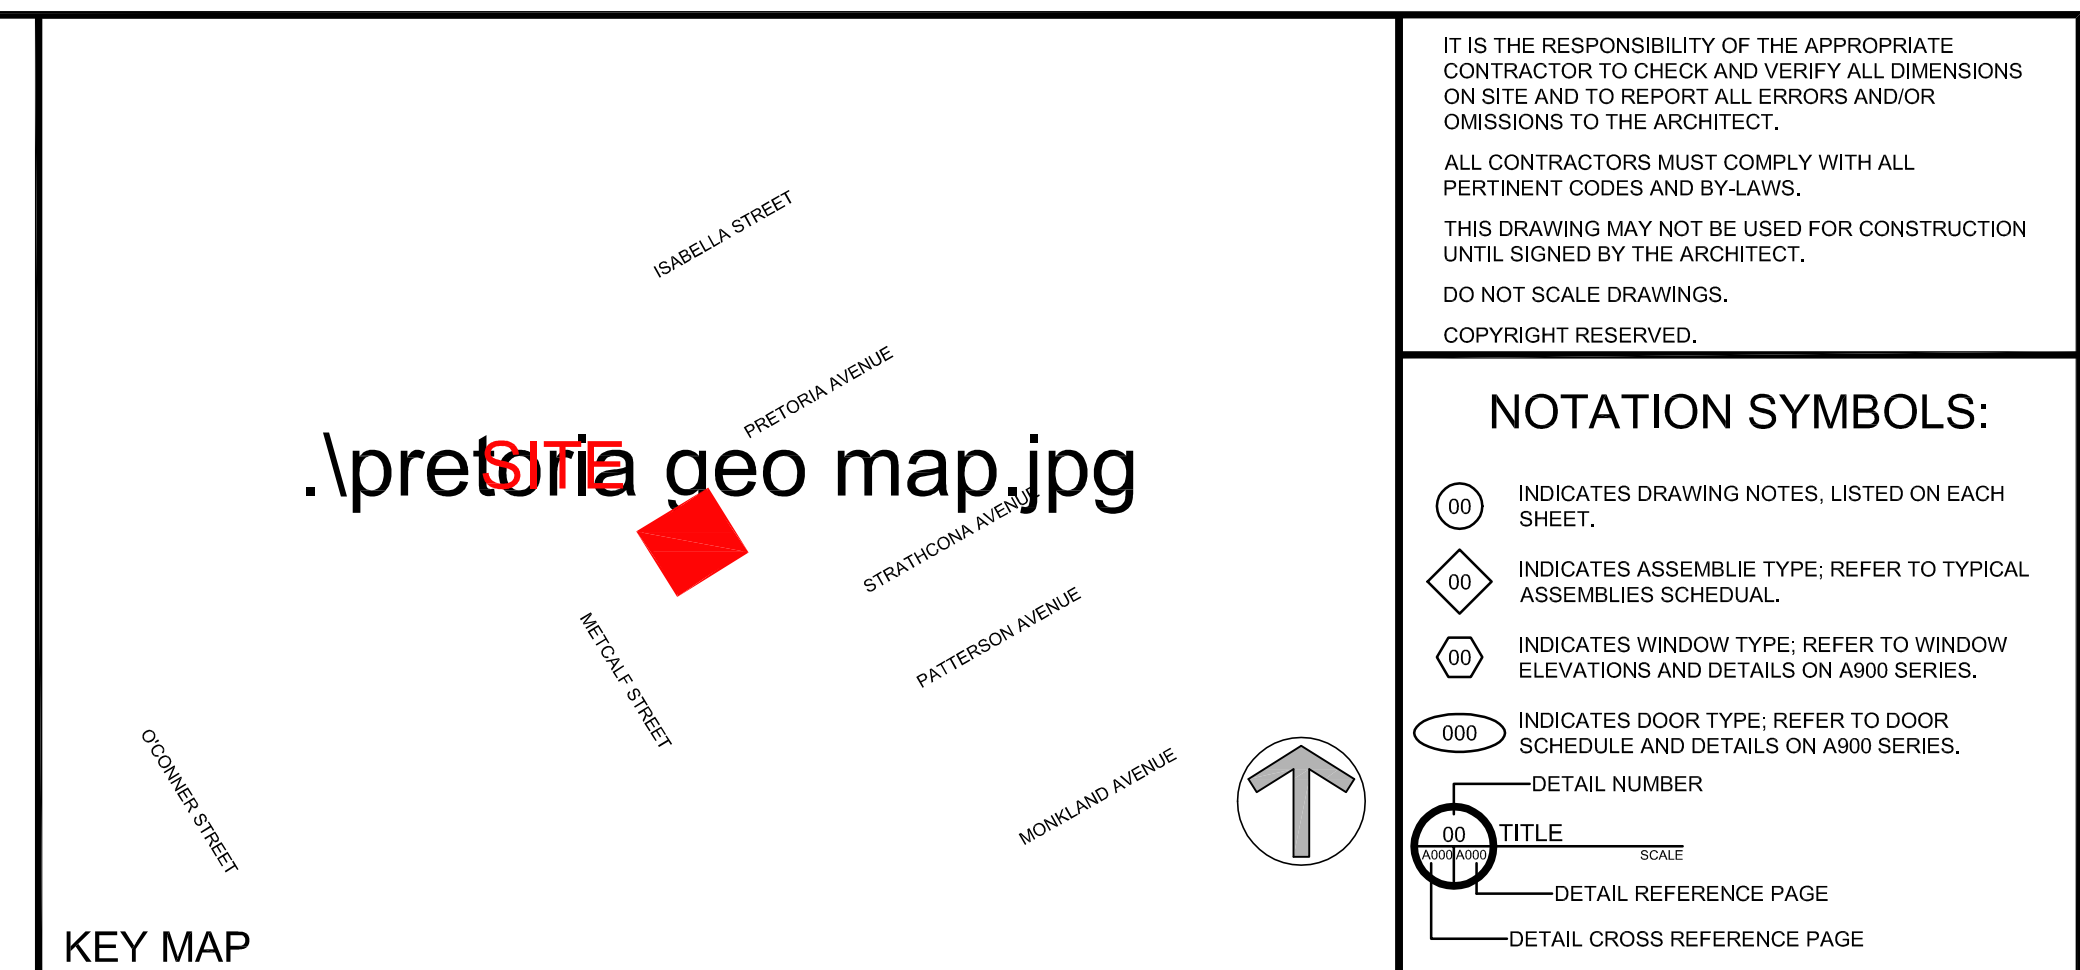 ISABELLA STREET
PRETORIA AVENUE
.\pretoria geo map.jpg
SITE
STRATHCONA AVENUE
PATTERSON AVENUE
METCALF STREET
O'CONNER STREET
MONKLAND AVENUE
KEY MAP
IT IS THE RESPONSIBILITY OF THE APPROPRIATE
CONTRACTOR TO CHECK AND VERIFY ALL DIMENSIONS
ON SITE AND TO REPORT ALL ERRORS AND/OR
OMISSIONS TO THE ARCHITECT.
ALL CONTRACTORS MUST COMPLY WITH ALL
PERTINENT CODES AND BY-LAWS.
THIS DRAWING MAY NOT BE USED FOR CONSTRUCTION
UNTIL SIGNED BY THE ARCHITECT.
DO NOT SCALE DRAWINGS.
COPYRIGHT RESERVED.
NOTATION SYMBOLS:
00 INDICATES DRAWING NOTES, LISTED ON EACH
SHEET.
00 INDICATES ASSEMBLIE TYPE; REFER TO TYPICAL
ASSEMBLIES SCHEDUAL.
00 INDICATES WINDOW TYPE; REFER TO WINDOW
ELEVATIONS AND DETAILS ON A900 SERIES.
000 INDICATES DOOR TYPE; REFER TO DOOR
SCHEDULE AND DETAILS ON A900 SERIES.
DETAIL NUMBER
00 TITLE
A000 A000 SCALE
DETAIL REFERENCE PAGE
DETAIL CROSS REFERENCE PAGE